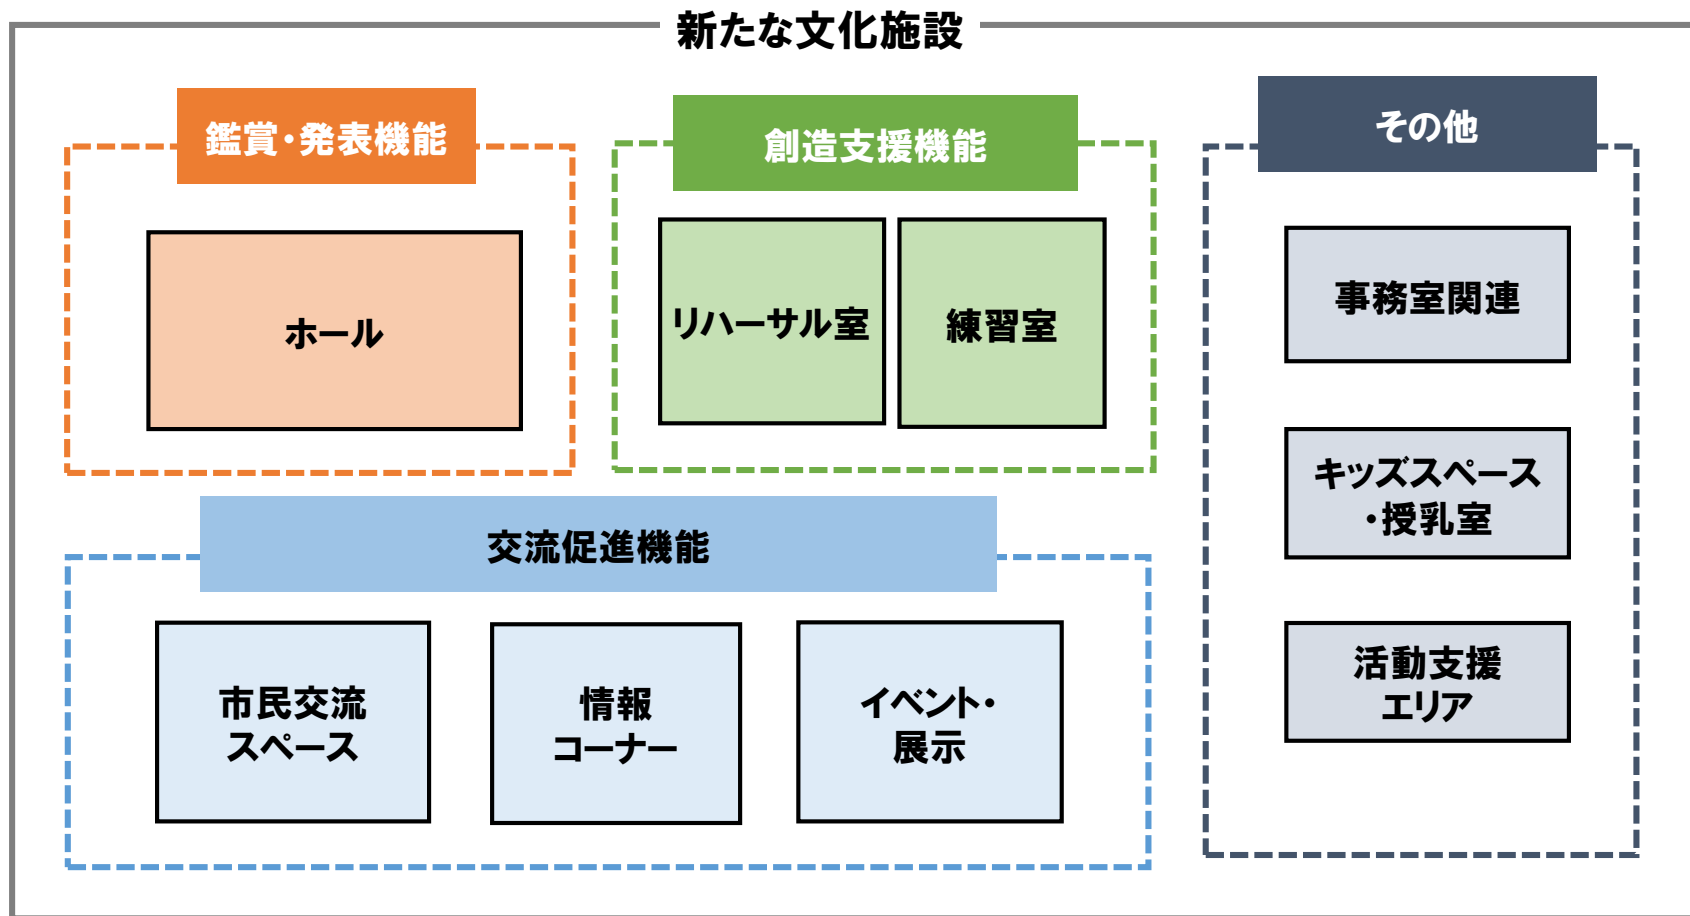 新たな文化施設
鑑賞・発表機能
ホール
創造支援機能
リハーサル室
練習室
交流促進機能
市民交流
スペース
情報
コーナー
イベント・
展示
その他
事務室関連
キッズスペース
・授乳室
活動支援
エリア